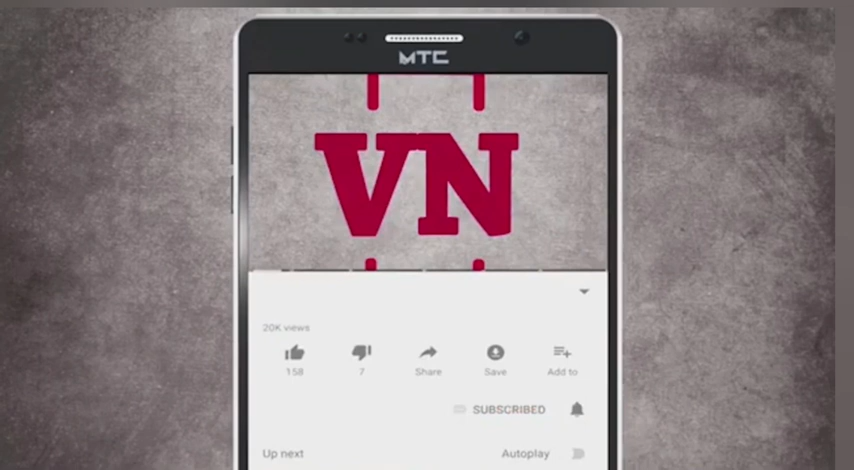 MTC
VN
20K views
158 7 Share Save Add to
SUBSCRIBED
Up next Autoplay